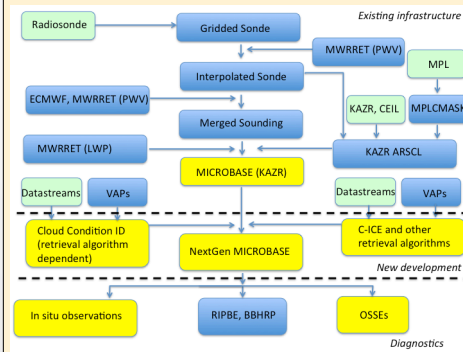 Existing infrastructure
Radiosonde
Gridded Sonde
MWRRET (PWV)
MPL
Interpolated Sonde
ECMWF, MWRRET (PWV)
KAZR, CEIL
MPLCMASK
Merged Sounding
MWRRET (LWP)
KAZR ARSCL
MICROBASE (KAZR)
Datastreams
VAPs
Datastreams
VAPs
Cloud Condition ID
(retrieval algorithm
dependent)
NextGen MICROBASE
C-ICE and other
retrieval algorithms
New development
In situ observations
RIPBE, BBHRP
OSSEs
Diagnostics